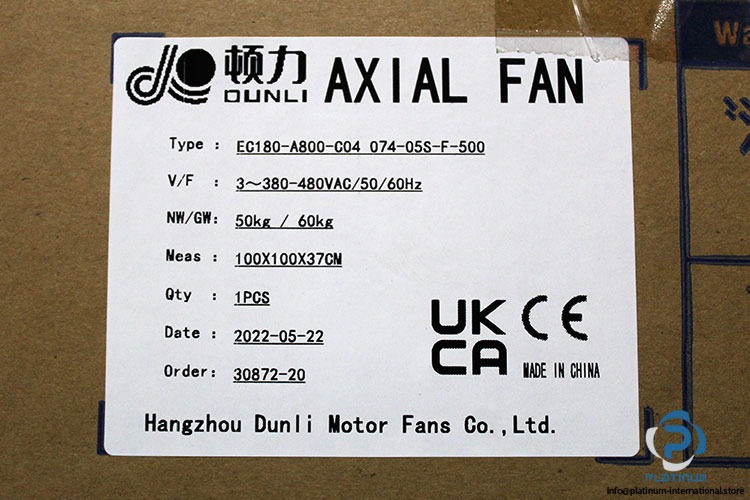 顿力
DUNLI
AXIAL FAN
Type : EC180-A800-C04 074-05S-F-500
V/F : 3~380-480VAC/50/60Hz
NW/GW: 50kg / 60kg
Meas : 100X100X37CM
Qty : 1PCS
Date : 2022-05-22
Order: 30872-20
UK
CA
CE
MADE IN CHINA
Hangzhou Dunli Motor Fans Co.,Ltd.
Wa
PLATINUM
info@platinum-international.store